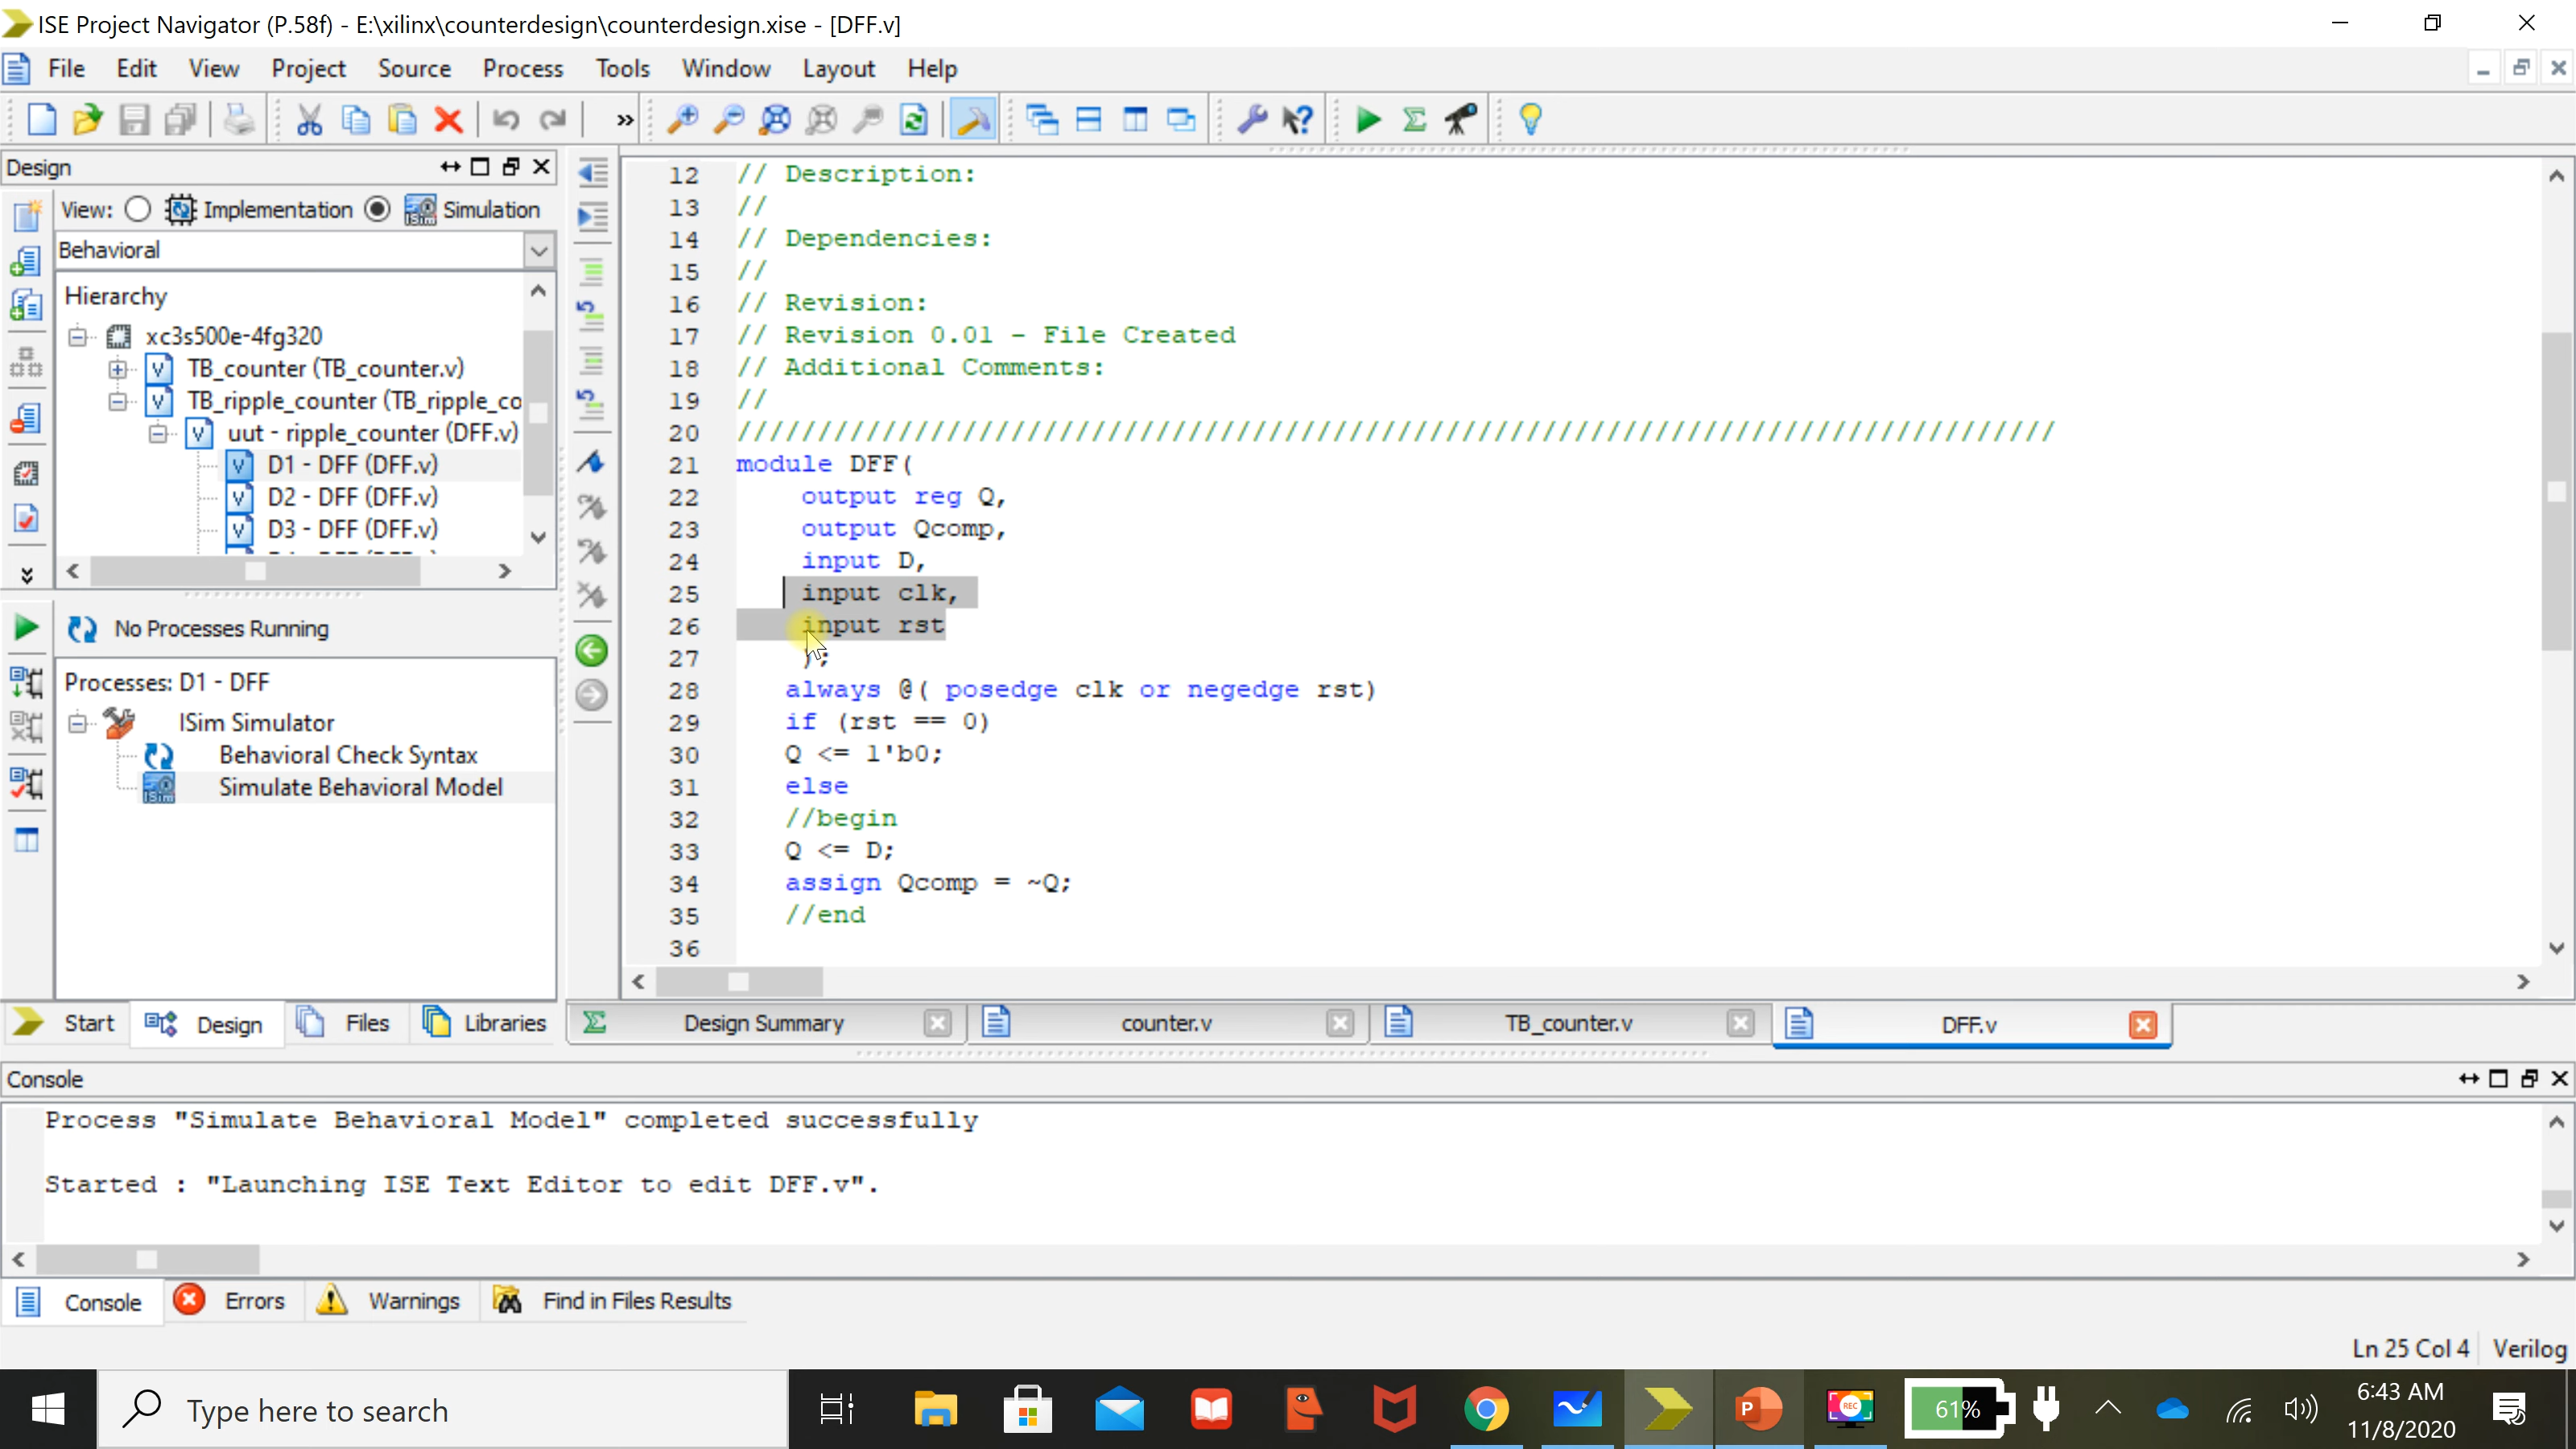 ISE Project Navigator (P.58f) - E:\xilinx\counterdesign\counterdesign.xise - [DFF.v]
File Edit View Project Source Process Tools Window Layout Help
Design
View: Implementation Simulation
Behavioral
Hierarchy
xc3s500e-4fg320
TB_counter (TB_counter.v)
TB_ripple_counter (TB_ripple_co
uut - ripple_counter (DFF.v)
D1 - DFF (DFF.v)
D2 - DFF (DFF.v)
D3 - DFF (DFF.v)
No Processes Running
Processes: D1 - DFF
ISim Simulator
Behavioral Check Syntax
Simulate Behavioral Model
Start Design Files Libraries
12 // Description:
13 //
14 // Dependencies:
15 //
16 // Revision:
17 // Revision 0.01 - File Created
18 // Additional Comments:
19 //
20 //////////////////////////////////////////////////////////////////////////////////
21 module DFF(
22 output reg Q,
23 output Qcomp,
24 input D,
25 input clk,
26 input rst
27 );
28 always @( posedge clk or negedge rst)
29 if (rst == 0)
30 Q <= 1'b0;
31 else
32 //begin
33 Q <= D;
34 assign Qcomp = ~Q;
35 //end
36
Design Summary counter.v TB_counter.v DFF.v
Console
Process "Simulate Behavioral Model" completed successfully
Started : "Launching ISE Text Editor to edit DFF.v".
Console Errors Warnings Find in Files Results
Ln 25 Col 4 Verilog
Type here to search
REC
61%
6:43 AM
11/8/2020